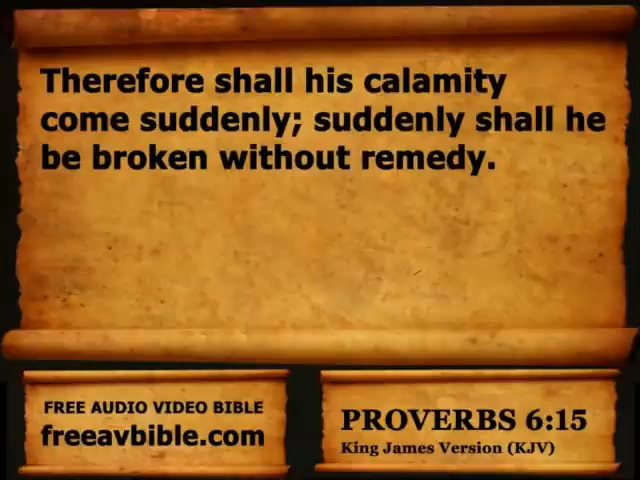 Therefore shall his calamity
come suddenly; suddenly shall he
be broken without remedy.
FREE AUDIO VIDEO BIBLE
freeavbible.com
PROVERBS 6:15
King James Version (KJV)